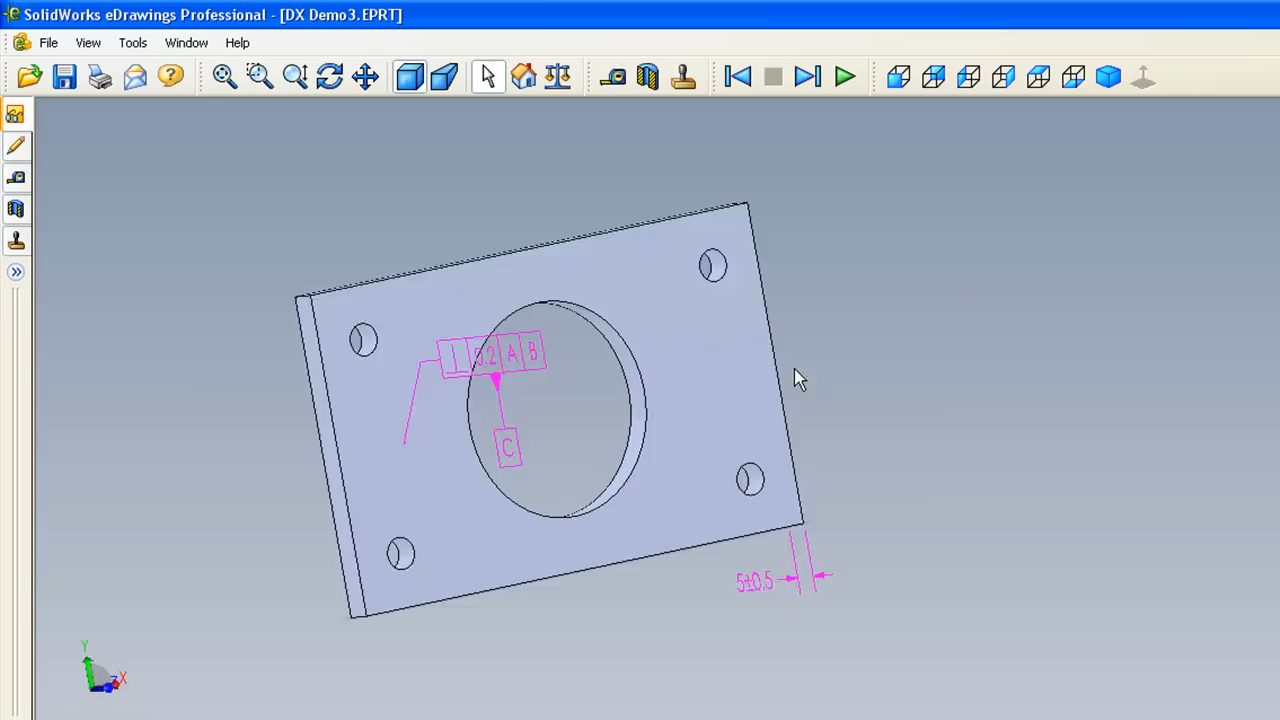 SolidWorks eDrawings Professional - [DX Demo3.EPRT]
File View Tools Window Help
0.2 A B
C
5±0.5
Y
Z X